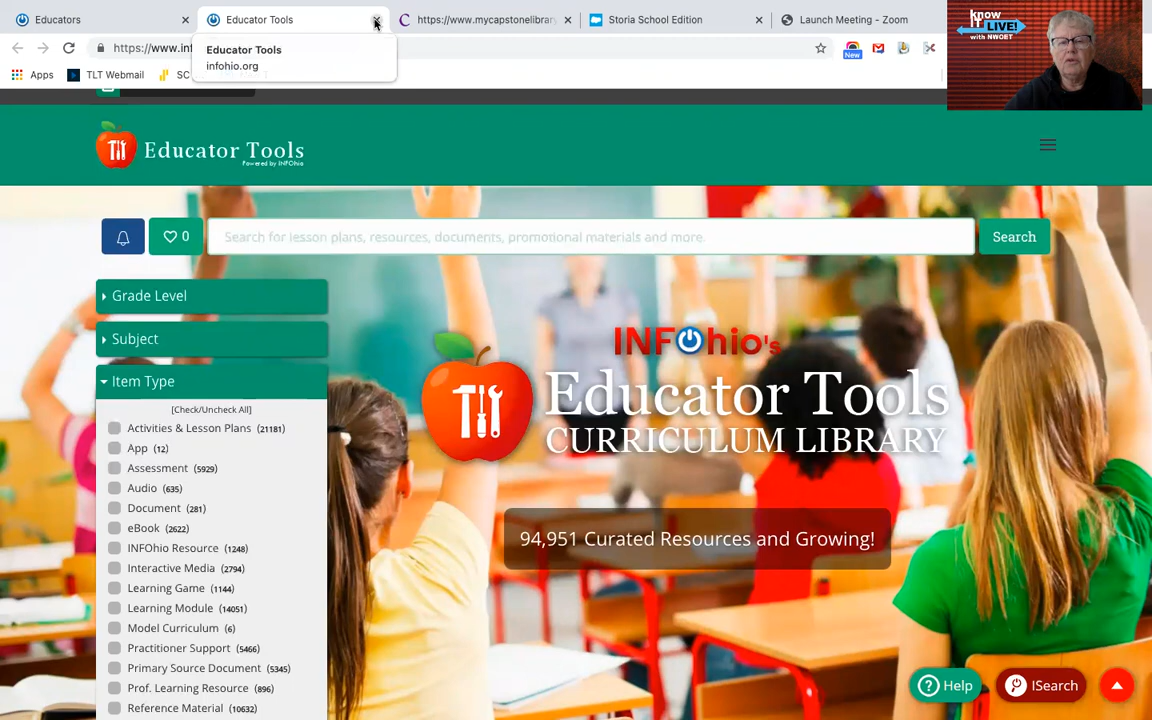 Educators
Educator Tools
https://www.mycapstonelibrary
Storia School Edition
Launch Meeting - Zoom
https://www.inf
Educator Tools
infohio.org
New
Apps
TLT Webmail
SC
know
it LIVE!
with NWOET
Educator Tools
Powered by INFOhio
0
Search for lesson plans, resources, documents, promotional materials and more.
Search
Grade Level
Subject
Item Type
[Check/Uncheck All]
Activities & Lesson Plans (21181)
App (12)
Assessment (5929)
Audio (635)
Document (281)
eBook (2622)
INFOhio Resource (1248)
Interactive Media (2794)
Learning Game (1144)
Learning Module (14051)
Model Curriculum (6)
Practitioner Support (5466)
Primary Source Document (5345)
Prof. Learning Resource (896)
Reference Material (10632)
INFOhio's
Educator Tools
CURRICULUM LIBRARY
94,951 Curated Resources and Growing!
Help
ISearch